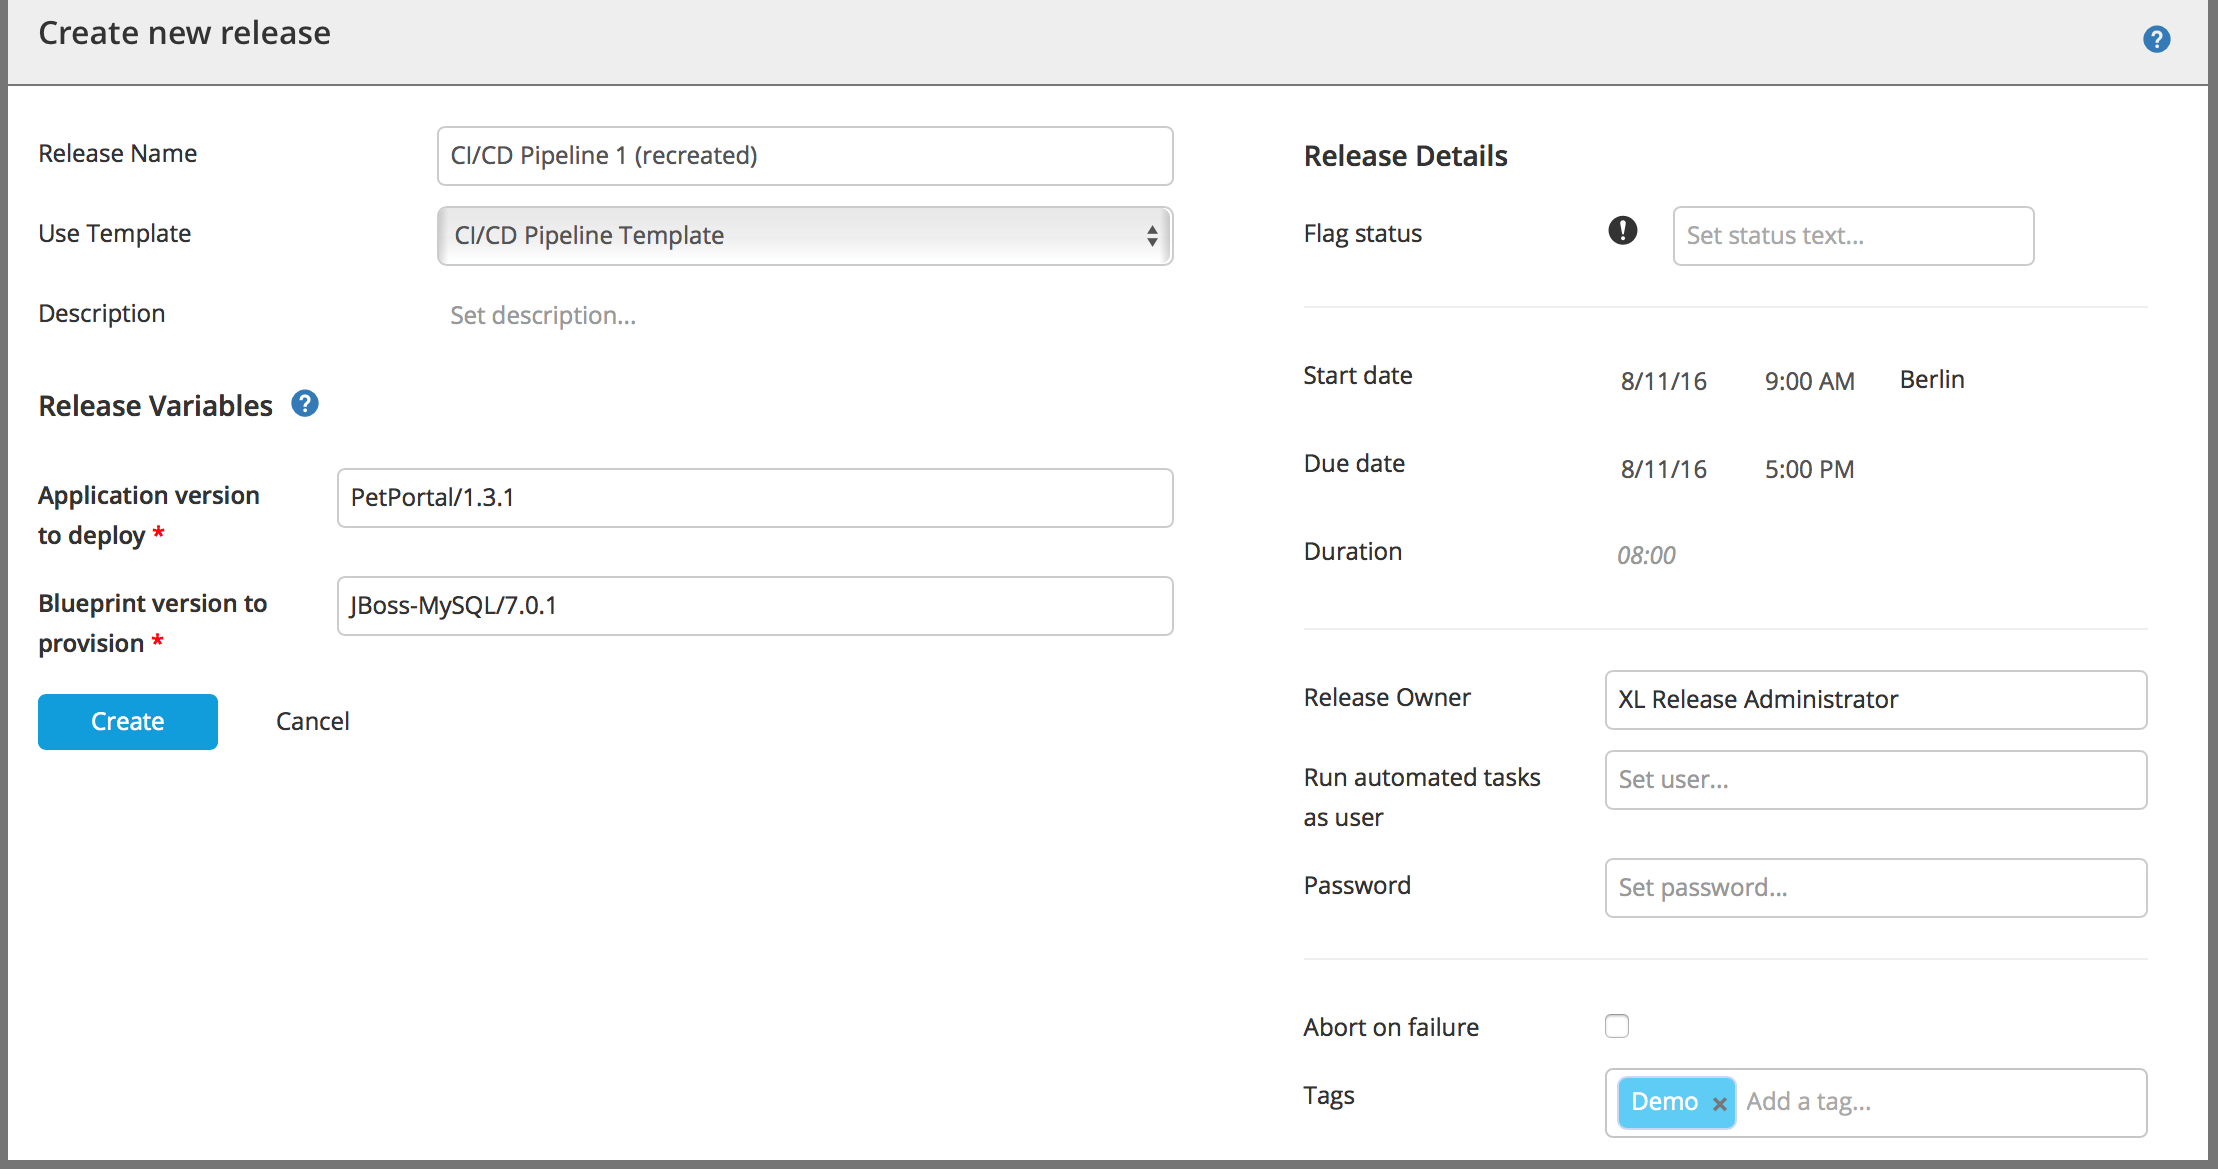 Create new release
?
Release Name
CI/CD Pipeline 1 (recreated)
Use Template
CI/CD Pipeline Template
Description
Set description...
Release Variables ?
Application version
to deploy *
PetPortal/1.3.1
Blueprint version to
provision *
JBoss-MySQL/7.0.1
Create
Cancel
Release Details
Flag status
!
Set status text...
Start date
8/11/16
9:00 AM
Berlin
Due date
8/11/16
5:00 PM
Duration
08:00
Release Owner
XL Release Administrator
Run automated tasks
as user
Set user...
Password
Set password...
Abort on failure
Tags
Demo ×
Add a tag...